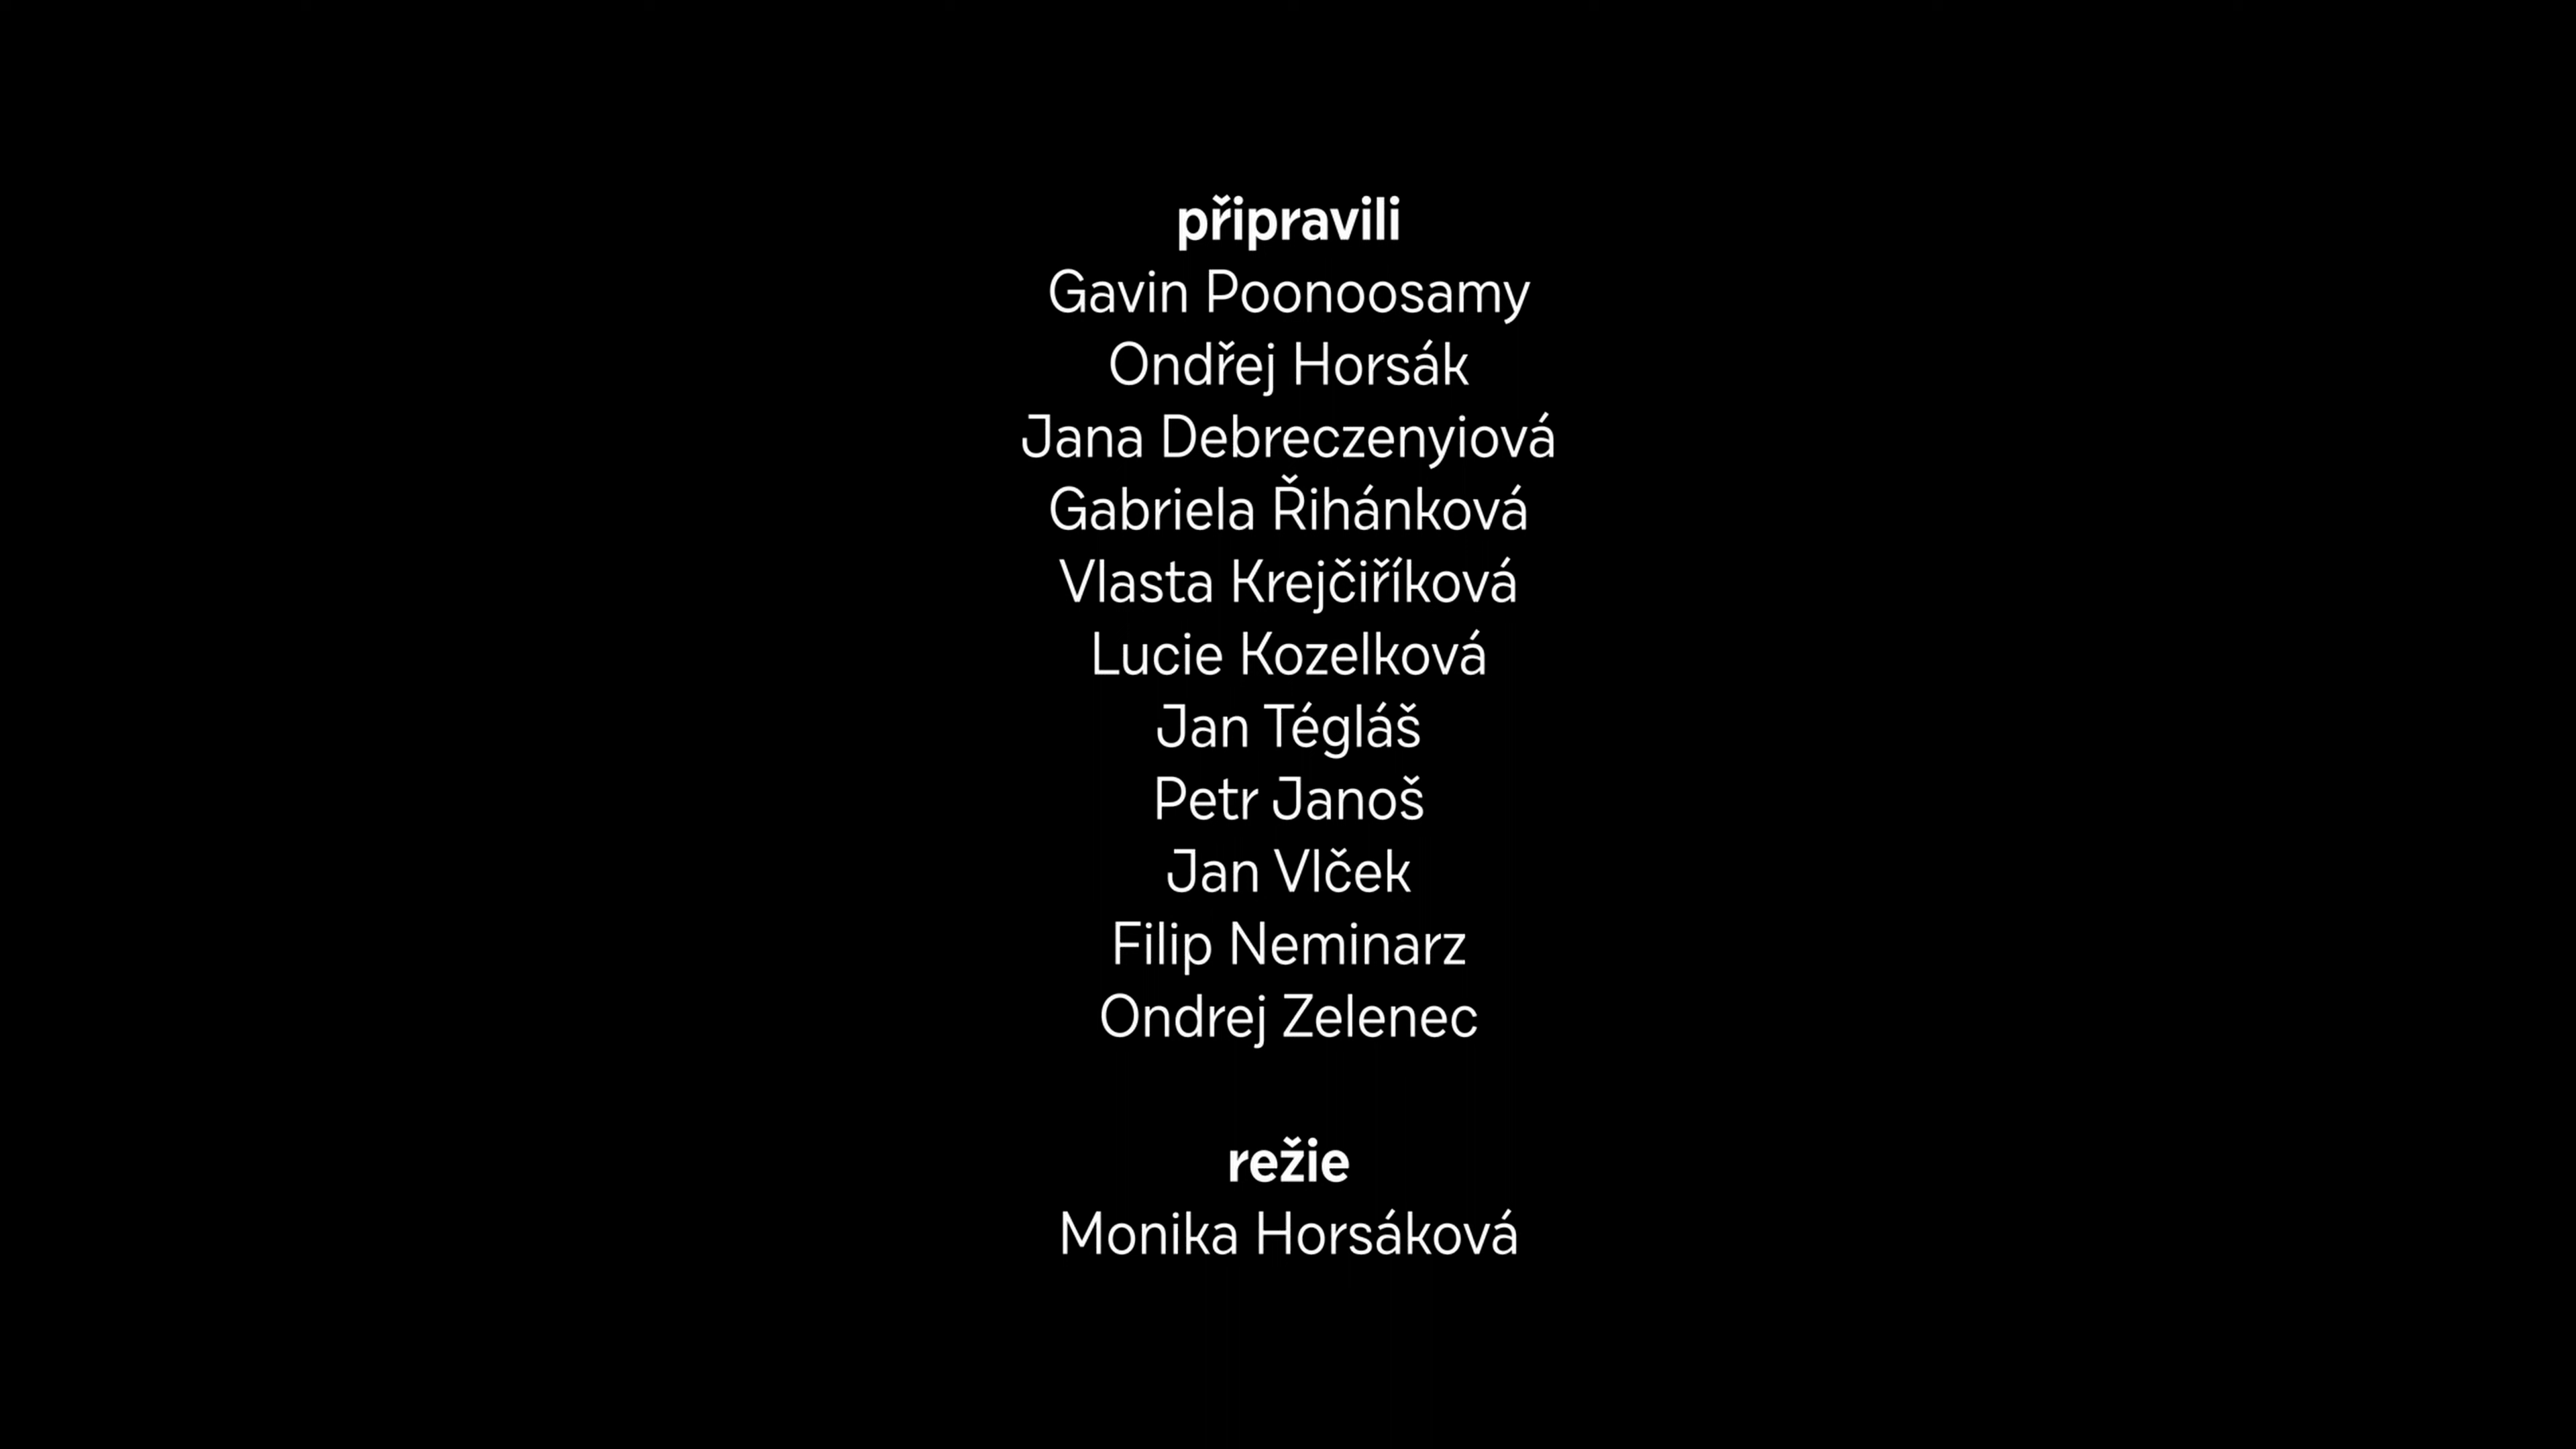 připravili
Gavin Poonoosamy
Ondřej Horsák
Jana Debreczenyiová
Gabriela Řihánková
Vlasta Krejčiříková
Lucie Kozelková
Jan Tégláš
Petr Janoš
Jan Vlček
Filip Neminarz
Ondrej Zelenec
režie
Monika Horsáková